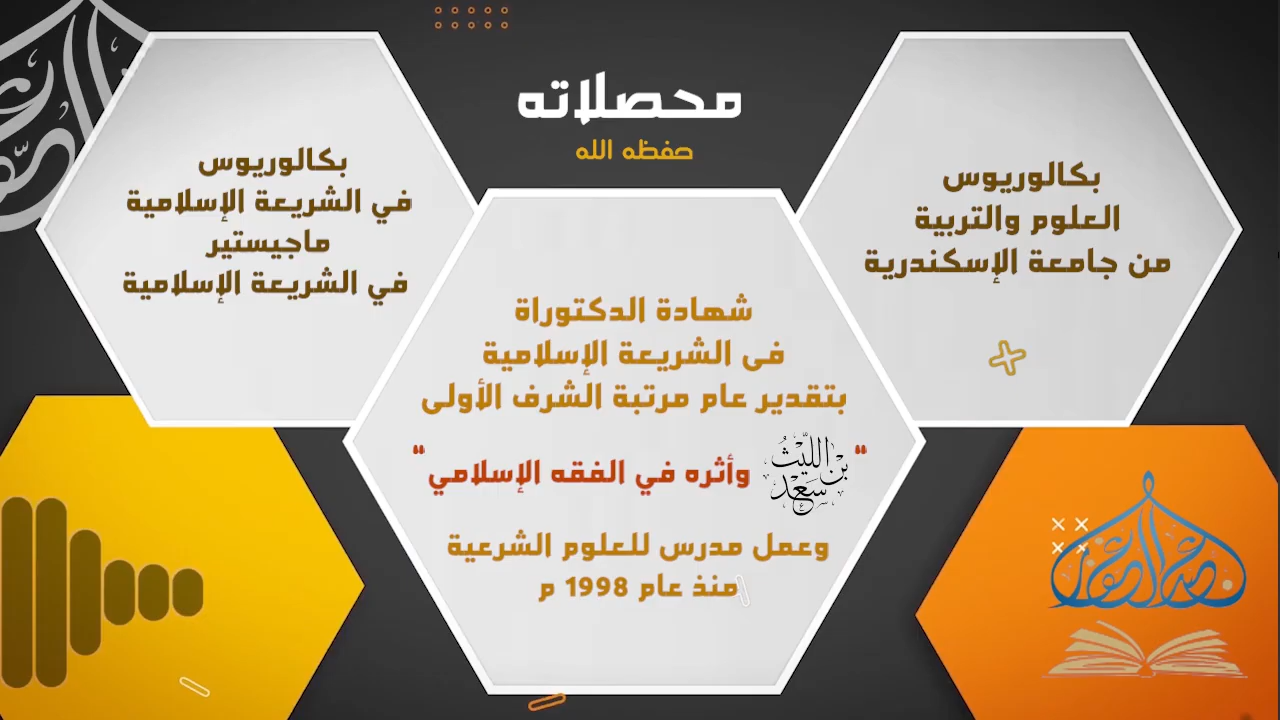 محصلاته
حفظه الله
بكالوريوس
العلوم والتربية
من جامعة الإسكندرية
بكالوريوس
في الشريعة الإسلامية
ماجيستير
في الشريعة الإسلامية
شهادة الدكتوراة
فى الشريعة الإسلامية
بتقدير عام مرتبة الشرف الأولى
"الليث بن سعد وأثره في الفقه الإسلامي"
وعمل مدرس للعلوم الشرعية
منذ عام 1998 م